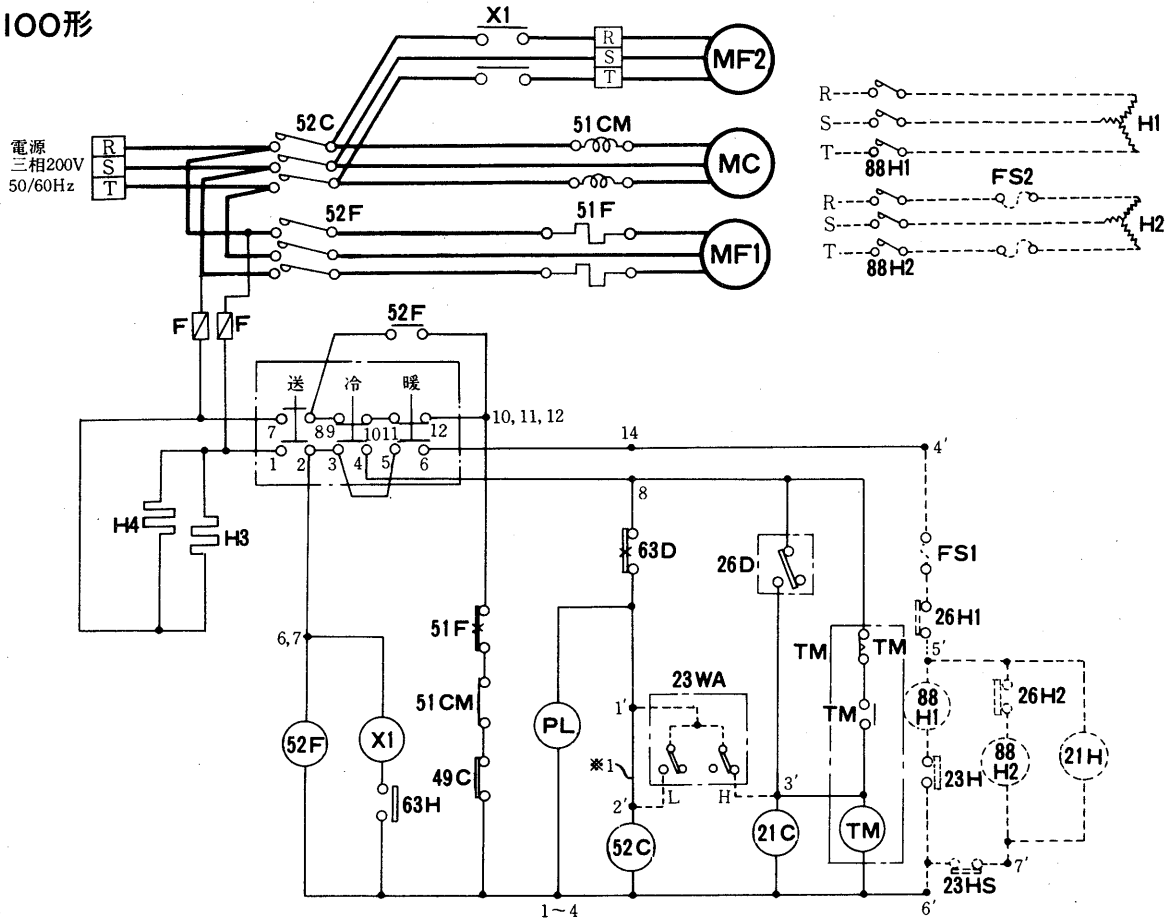 100形
X1
R
S
T
MF2
52C
51CM
MC
電源
三相200V
50/60Hz
R
S
T
52F
51F
MF1
R
S
T
88H1
H1
FS2
R
S
T
88H2
H2
F
F
52F
送
冷
暖
7
8
9
10
11
12
10, 11, 12
1
2
3
4
5
6
14
4'
8
H4
H3
63D
26D
FS1
26H1
5'
6,7
51F
TM
TM
23WA
51CM
1'
TM
88
H1
26H2
PL
52F
X1
※1
88
H2
21H
49C
63H
23H
2'
L
H
3'
52C
21C
TM
23HS
7'
1~4
6'